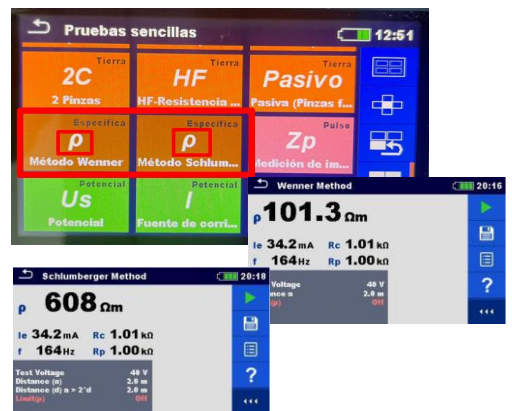 Pruebas sencillas
12:51
Tierra
2C
2 Pinzas
Tierra
HF
HF-Resistencia ...
Tierra
Pasivo
Pasiva (Pinzas f...
Específica
ρ
Método Wenner
Específica
ρ
Método Schlum...
Pulso
Zp
Medición de im...
Potencial
Us
Potencial
Potencial
I
Fuente de corri...
Wenner Method
20:16
ρ 101.3 Ωm
Ie 34.2 mA Rc 1.01 kΩ
f 164 Hz Rp 1.00 kΩ
Voltage 40 V
nce a 2.0 m
(ρ) Off
?
Schlumberger Method
20:18
ρ 608 Ωm
Ie 34.2 mA Rc 1.01 kΩ
f 164 Hz Rp 1.00 kΩ
Test Voltage 40 V
Distance (a) 2.0 m
Distance (d) a > 2*d 2.0 m
Limit(ρ) Off
?